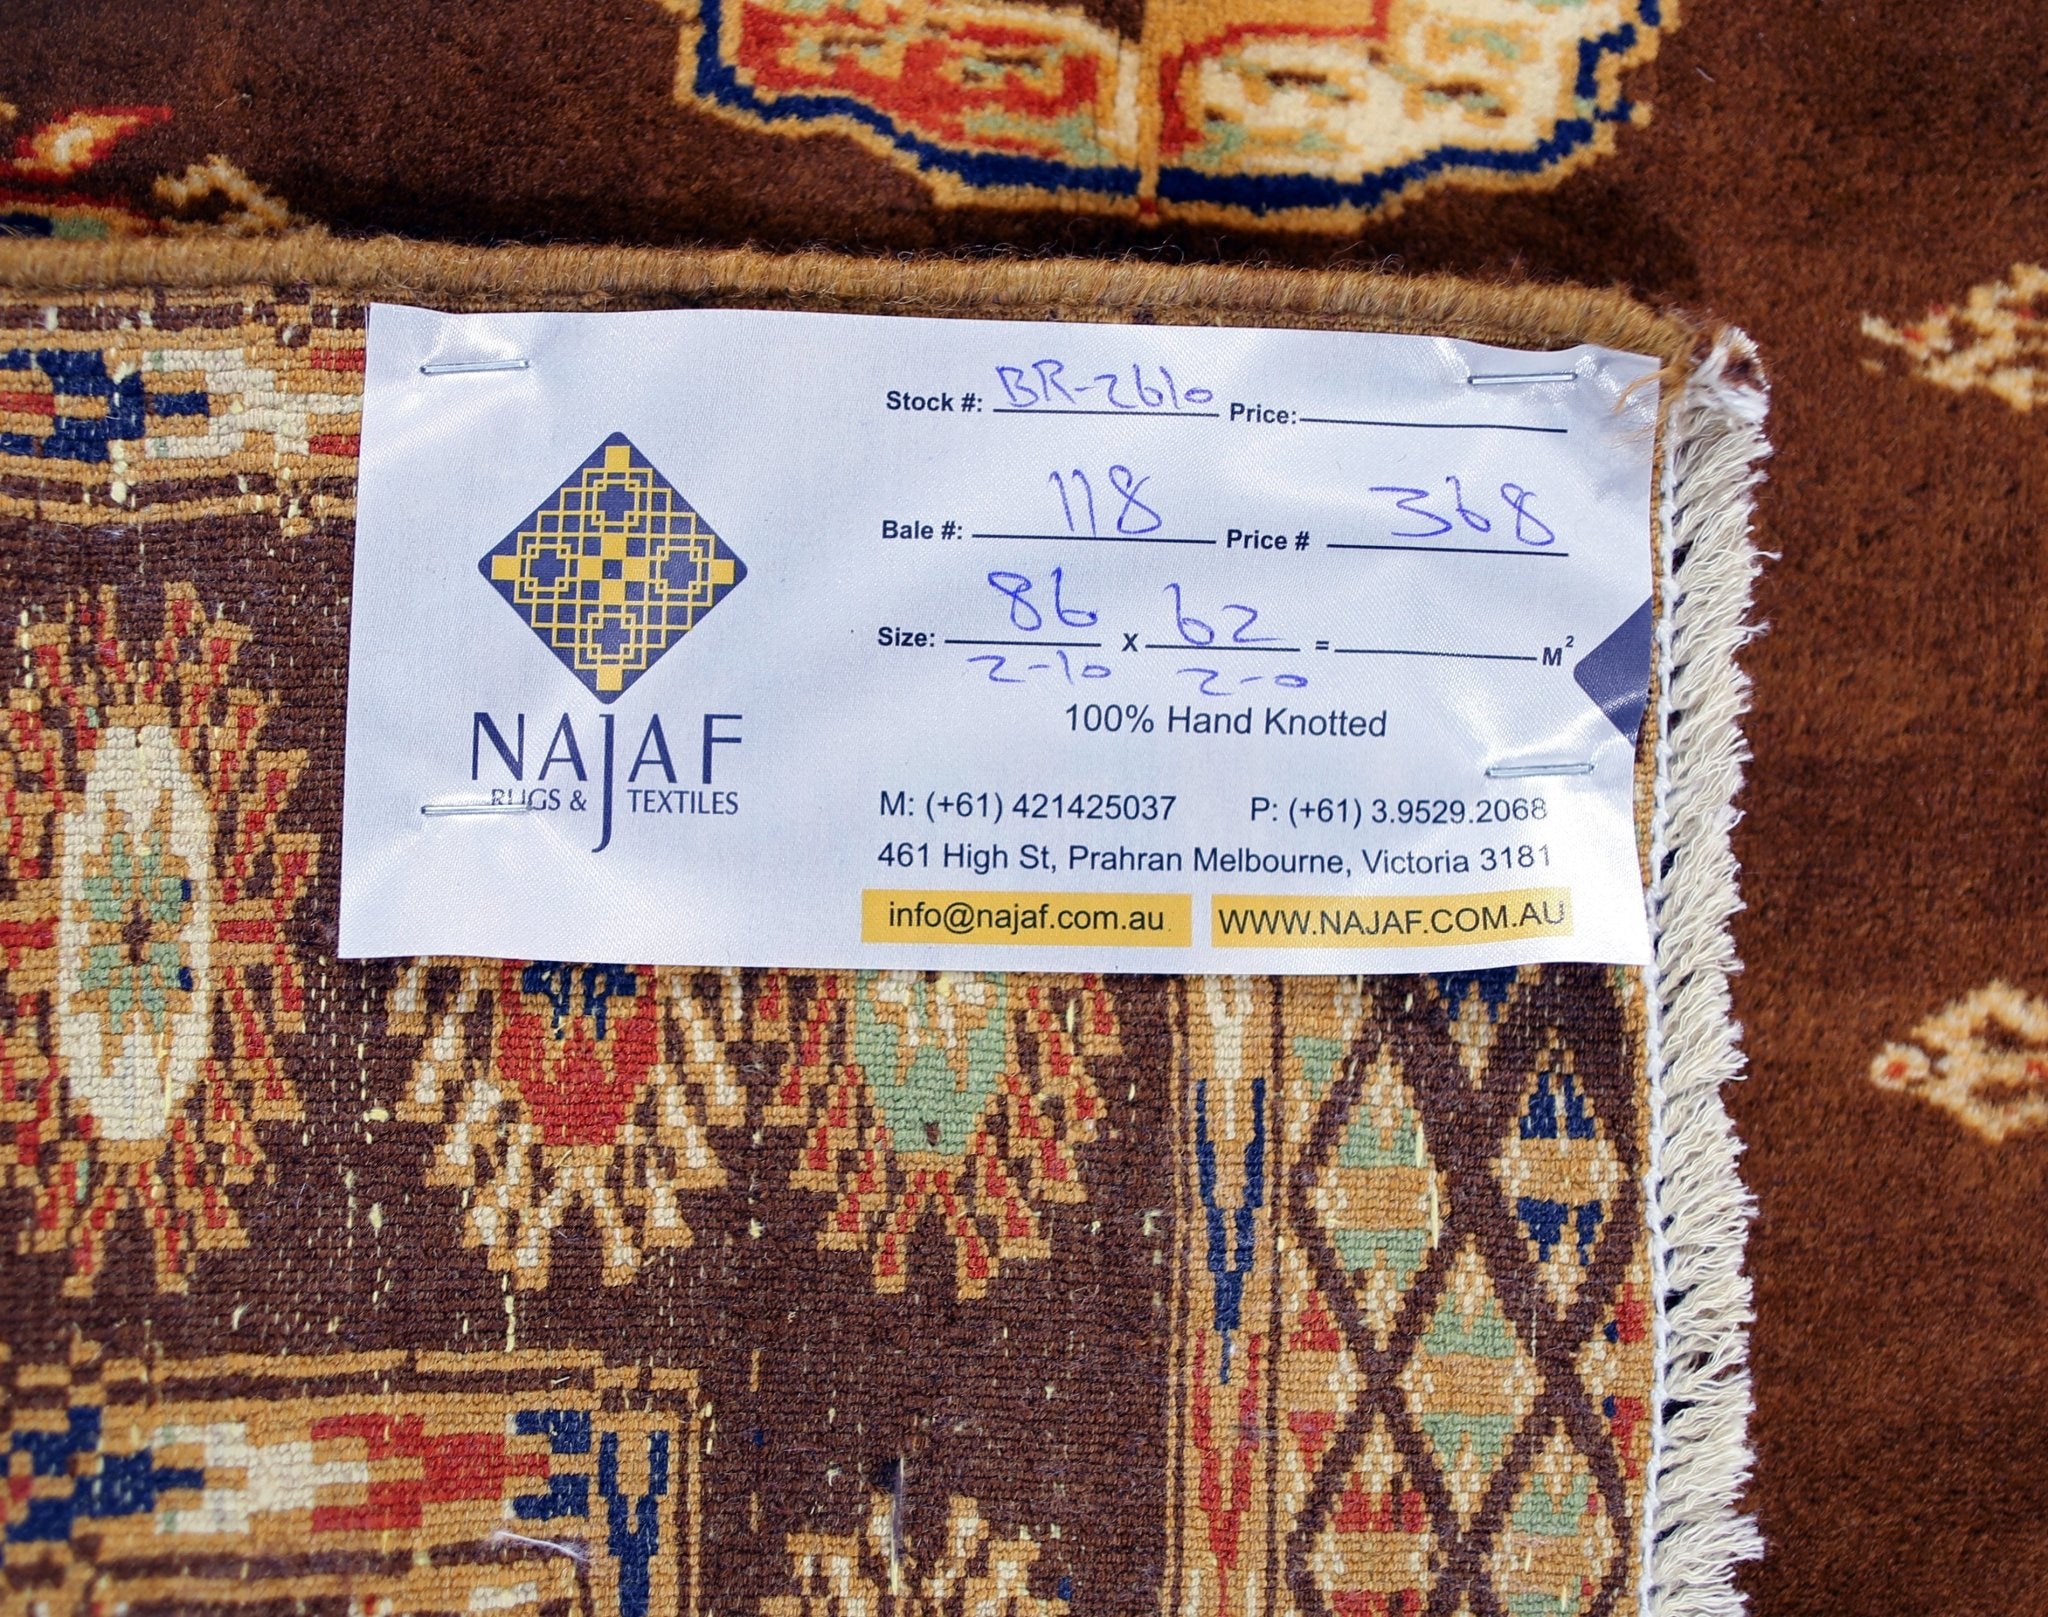 NAJAF
RUGS & TEXTILES
Stock #: BR-2610 Price:
Bale #: 118 Price # 368
Size: 86 x 62 = M²
2-10 2-0
100% Hand Knotted
M: (+61) 421425037 P: (+61) 3.9529.2068
461 High St, Prahran Melbourne, Victoria 3181
info@najaf.com.au WWW.NAJAF.COM.AU